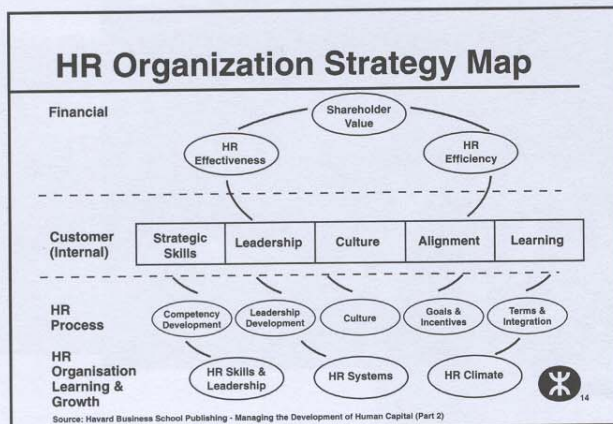 HR Organization Strategy Map
Financial
Shareholder
Value
HR
Effectiveness
HR
Efficiency
Customer
(Internal)
Strategic
Skills
Leadership
Culture
Alignment
Learning
HR
Process
Competency
Development
Leadership
Development
Culture
Goals &
Incentives
Terms &
Integration
HR
Organisation
Learning &
Growth
HR Skills &
Leadership
HR Systems
HR Climate
14
Source: Havard Business School Publishing - Managing the Development of Human Capital (Part 2)